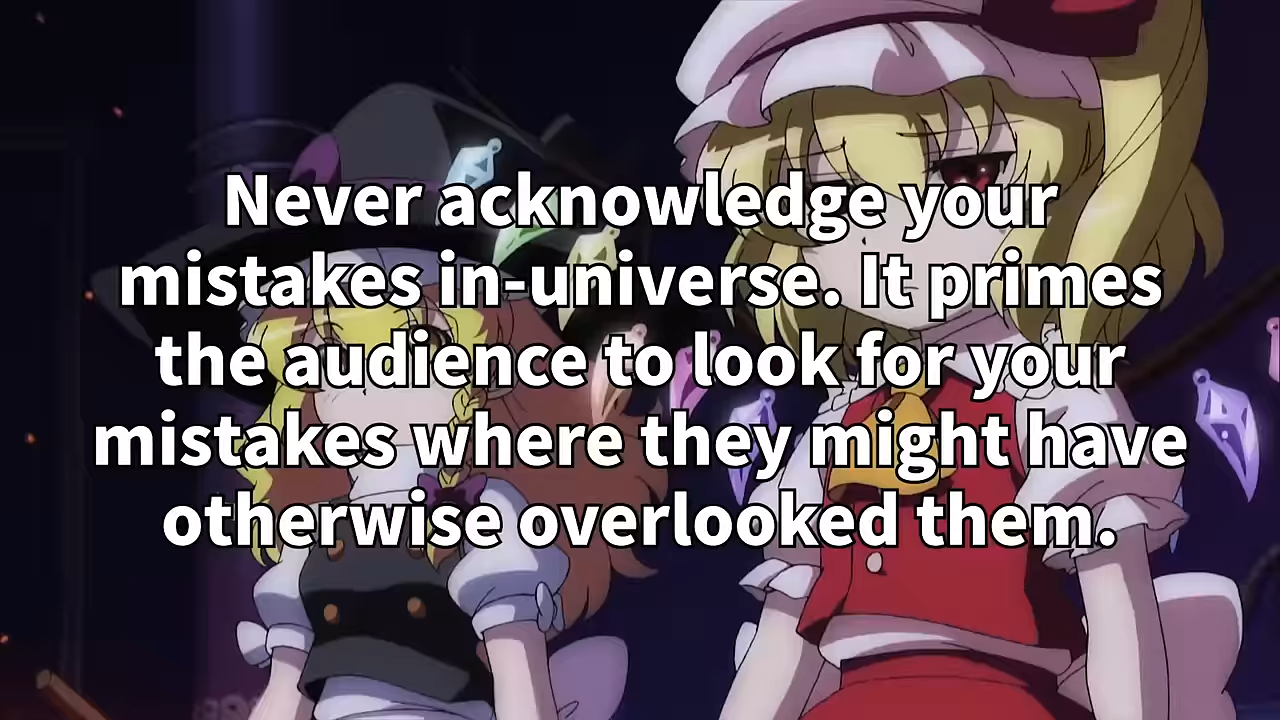 Never acknowledge your
mistakes in-universe. It primes
the audience to look for your
mistakes where they might have
otherwise overlooked them.